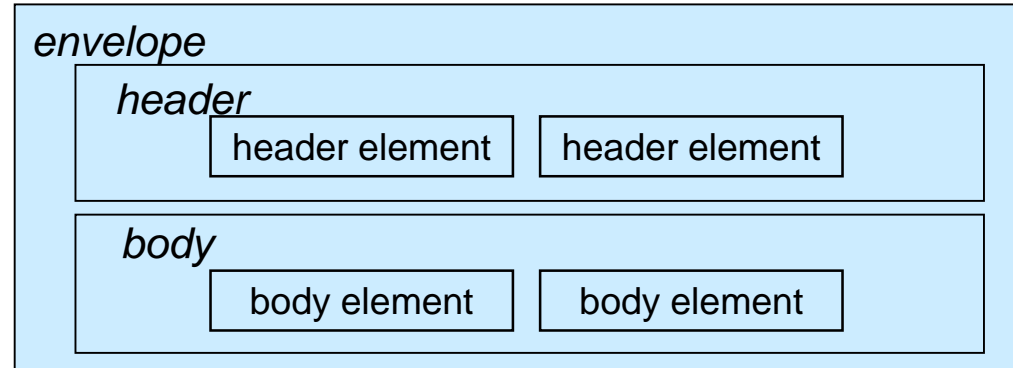 envelope
header
header element header element
body
body element body element